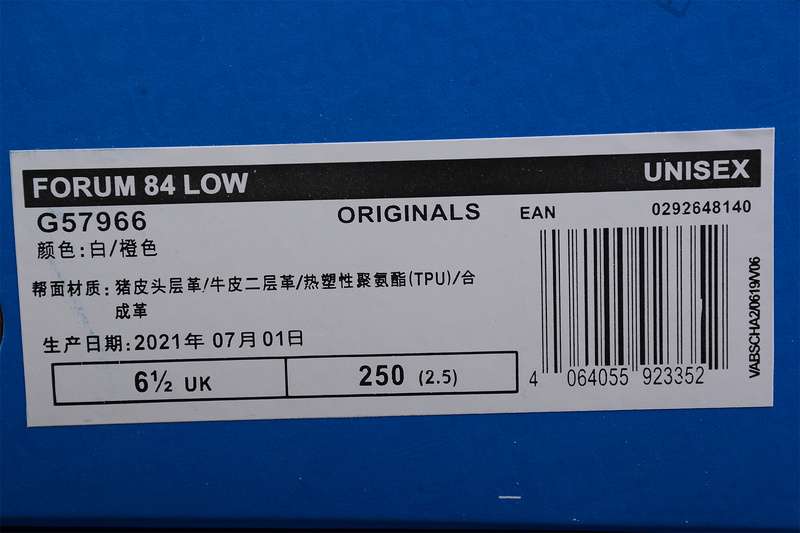 FORUM 84 LOW UNISEX
G57966 ORIGINALS EAN 0292648140
颜色:白/橙色
帮面材质:猪皮头层革/牛皮二层革/热塑性聚氨酯(TPU)/合
成革
生产日期:2021年 07月 01日
6½ UK 250 (2.5)
4 064055 923352
VABSCHA2/0619V06